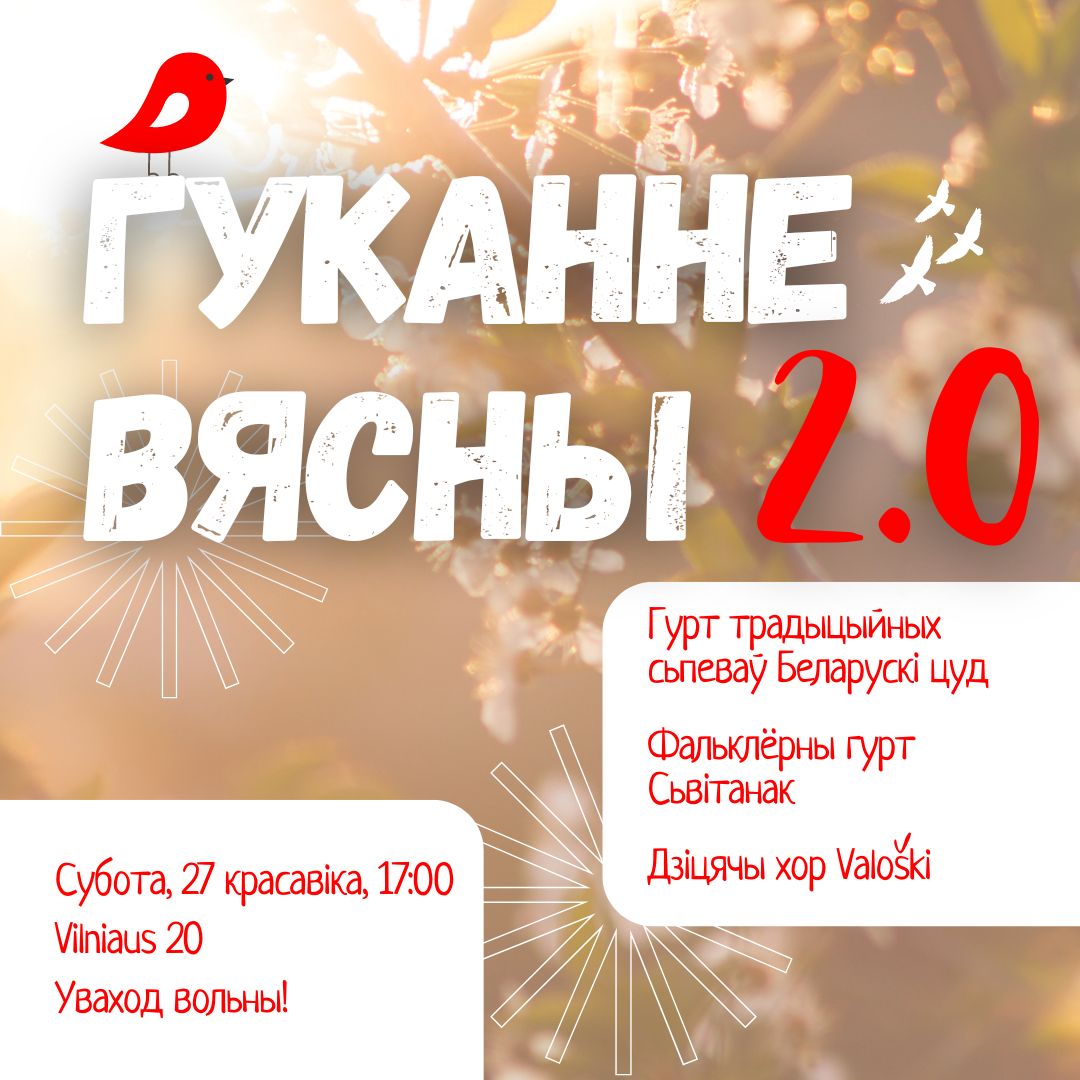 ГУКАННЕ
ВЯСНЫ 2.0
Гурт традыцыйных
сьпеваў Беларускі цуд
Фальклёрны гурт
Сьвітанак
Дзіцячы хор Valoški
Субота, 27 красавіка, 17:00
Vilniaus 20
Уваход вольны!